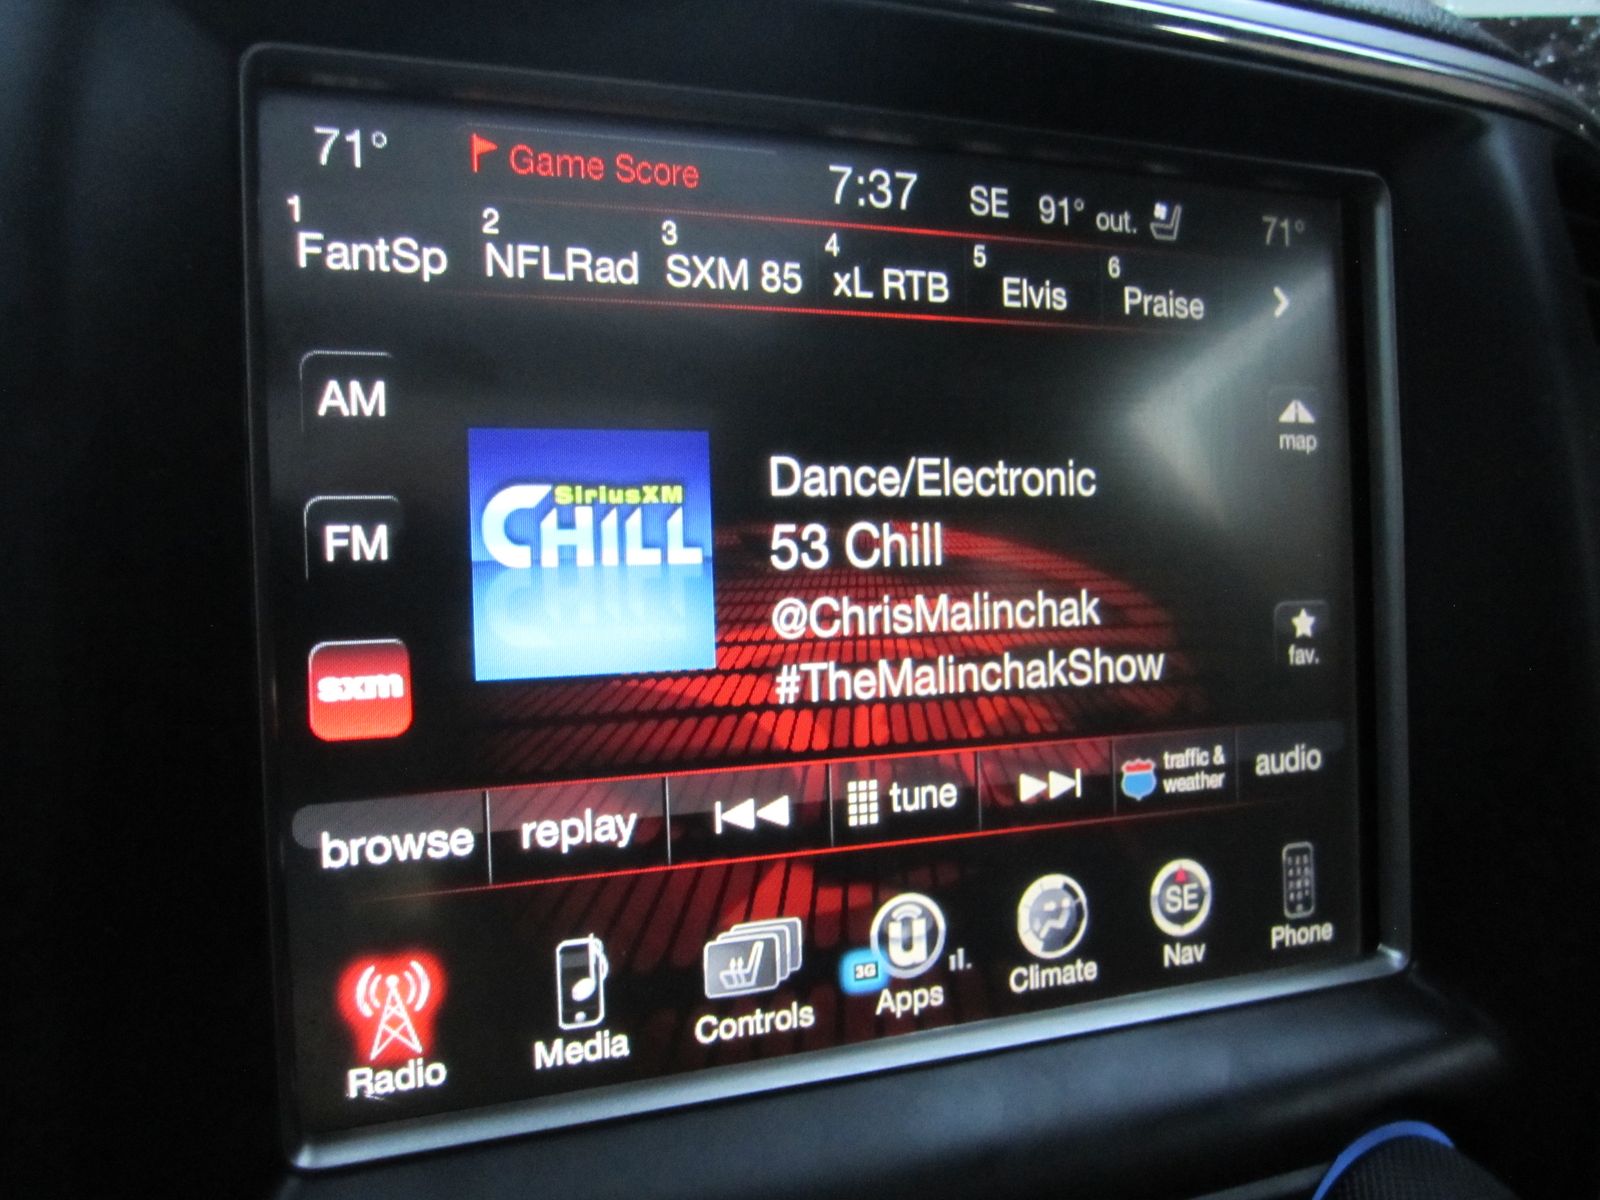 71° Game Score 7:37 SE 91° out. 71°
1 FantSp 2 NFLRad 3 SXM 85 4 xL RTB 5 Elvis 6 Praise
AM
FM
sxm
SiriusXM
CHILL
Dance/Electronic
53 Chill
@ChrisMalinchak
#TheMalinchakShow
map
fav.
browse replay tune traffic & weather audio
Radio Media Controls 3G u Apps Climate SE Nav Phone